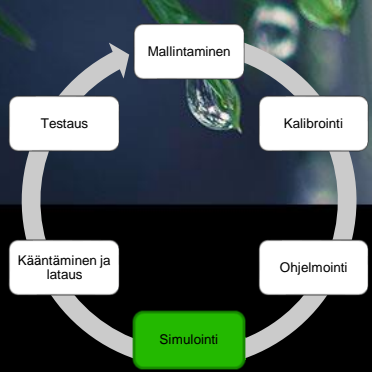 Mallintaminen
Kalibrointi
Ohjelmointi
Simulointi
Kääntäminen ja
lataus
Testaus